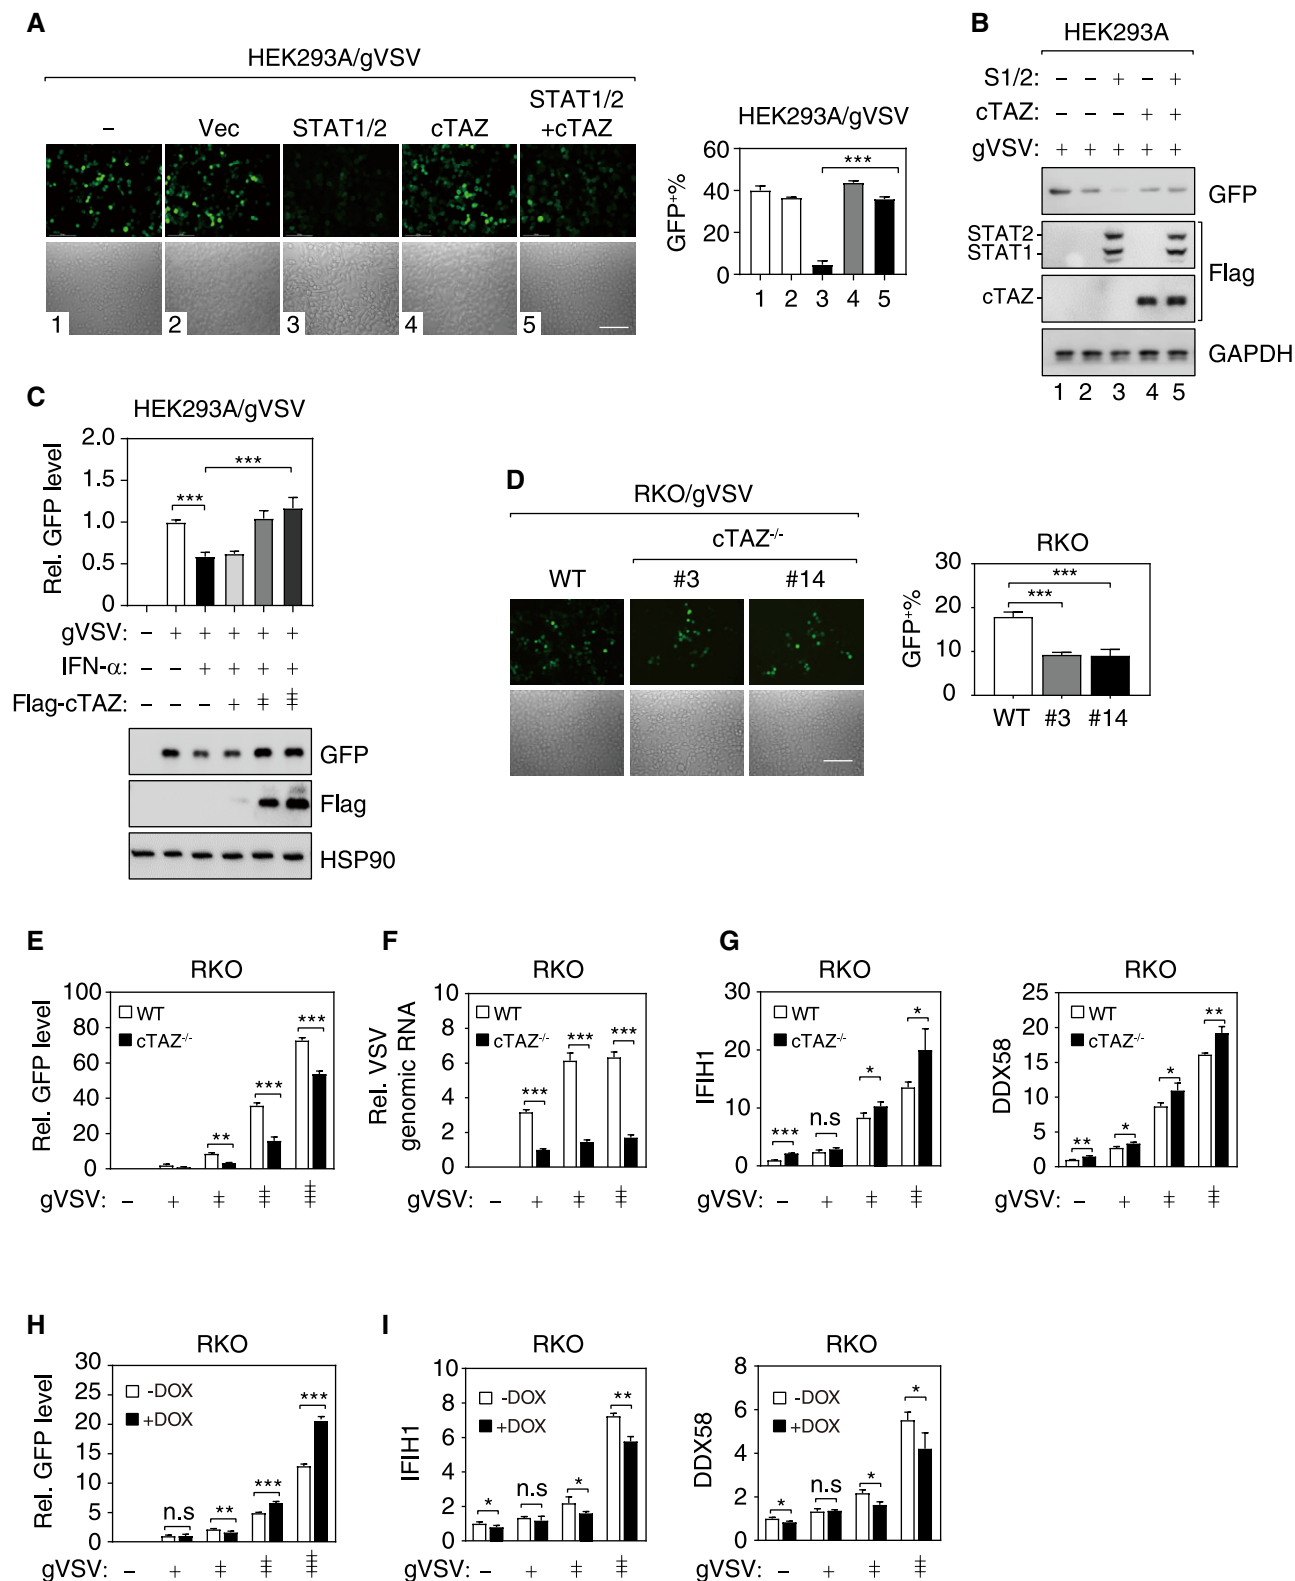 A
HEK293A/gVSV
– Vec STAT1/2 cTAZ STAT1/2 +cTAZ
1 2 3 4 5
HEK293A/gVSV
GFP+%
60
40
20
0
***
1 2 3 4 5
B
HEK293A
S1/2: – – + – +
cTAZ: – – – + +
gVSV: + + + + +
GFP
STAT2
STAT1
Flag
cTAZ
GAPDH
1 2 3 4 5
C
HEK293A/gVSV
Rel. GFP level
2.0
1.5
1.0
0.5
0
***
***
gVSV: – + + + + +
IFN-α: – – + + + +
Flag-cTAZ: – – – + ++ +++
GFP
Flag
HSP90
D
RKO/gVSV
cTAZ-/-
WT #3 #14
RKO
GFP+%
30
20
10
0
***
***
WT #3 #14
E
RKO
Rel. GFP level
100
80
60
40
20
0
WT
cTAZ-/-
**
***
***
gVSV: – + ++ +++ ++++
F
RKO
Rel. VSV
genomic RNA
10
8
6
4
2
0
WT
cTAZ-/-
***
***
***
gVSV: – + ++ +++
G
RKO
IFIH1
30
20
10
0
WT
cTAZ-/-
***
n.s
*
*
gVSV: – + ++ +++
RKO
DDX58
25
20
15
10
5
0
WT
cTAZ-/-
**
*
*
**
gVSV: – + ++ +++
H
RKO
Rel. GFP level
30
25
20
15
10
5
0
-DOX
+DOX
n.s
**
***
***
gVSV: – + ++ +++ ++++
I
RKO
IFIH1
10
8
6
4
2
0
-DOX
+DOX
*
n.s
*
**
gVSV: – + ++ +++
RKO
DDX58
8
6
4
2
0
-DOX
+DOX
*
n.s
*
*
gVSV: – + ++ +++